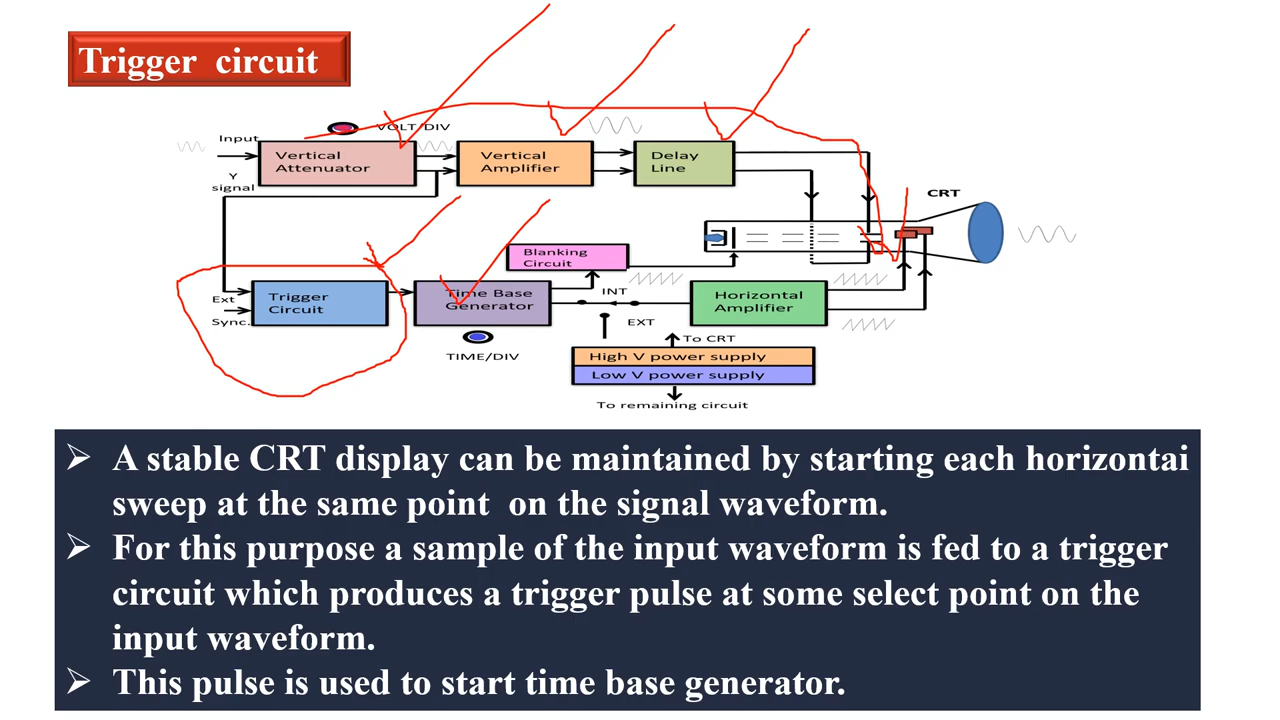 Trigger circuit
VOLT/DIV
Input
Y
signal
Vertical
Attenuator
Vertical
Amplifier
Delay
Line
CRT
Blanking
Circuit
Ext
Sync.
Trigger
Circuit
Time Base
Generator
INT
EXT
Horizontal
Amplifier
TIME/DIV
To CRT
High V power supply
Low V power supply
To remaining circuit
➢ A stable CRT display can be maintained by starting each horizontai
sweep at the same point on the signal waveform.
➢ For this purpose a sample of the input waveform is fed to a trigger
circuit which produces a trigger pulse at some select point on the
input waveform.
➢ This pulse is used to start time base generator.